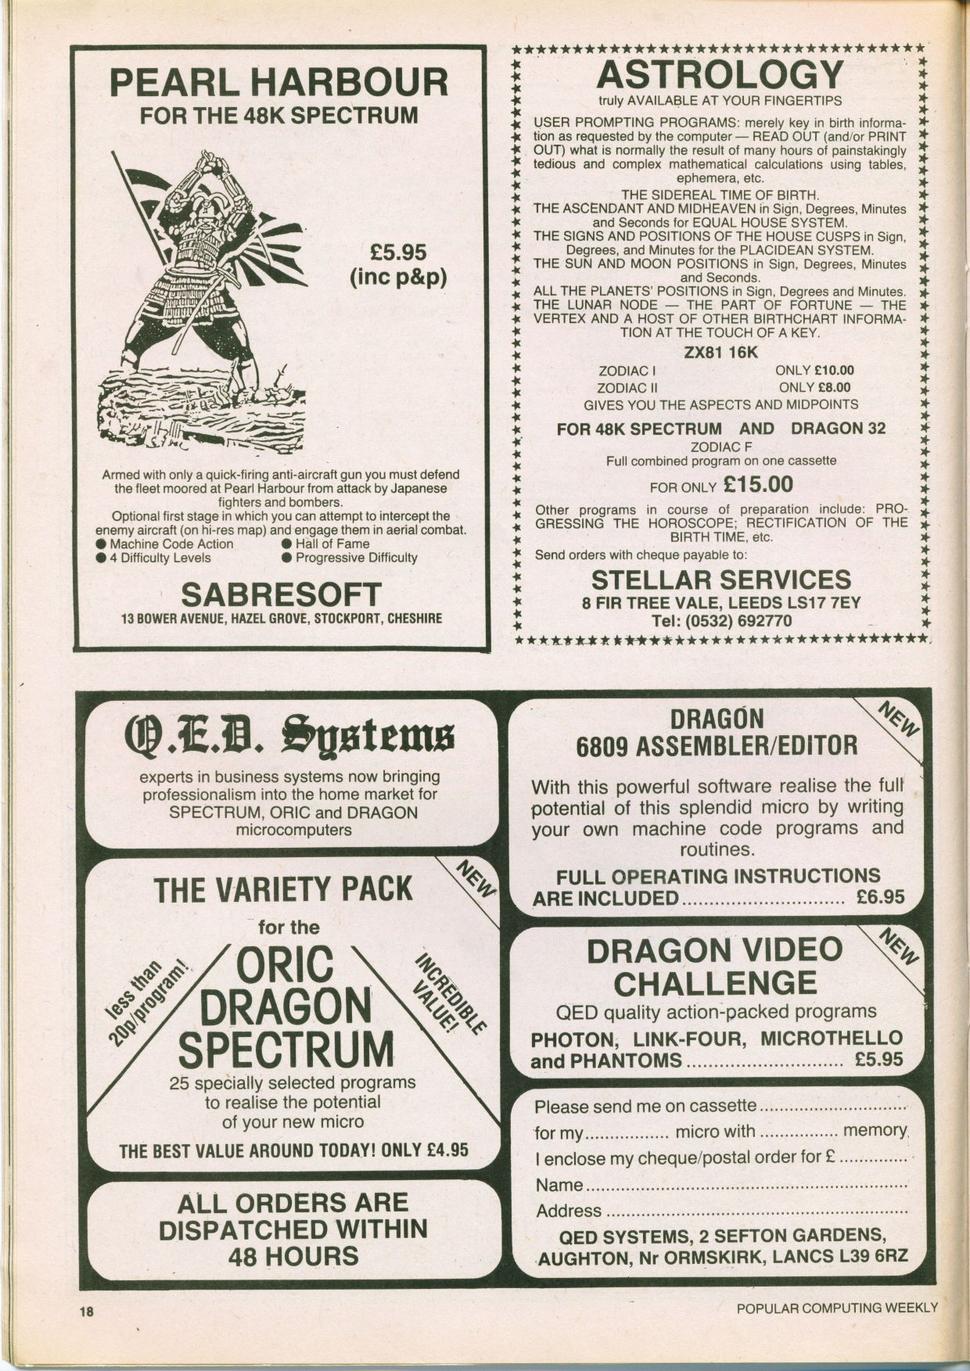 PEARL HARBOUR
FOR THE 48K SPECTRUM
£5.95
(inc p&p)
Armed with only a quick-firing anti-aircraft gun you must defend
the fleet moored at Pearl Harbour from attack by Japanese
fighters and bombers.
Optional first stage in which you can attempt to intercept the
enemy aircraft (on hi-res map) and engage them in aerial combat.
● Machine Code Action ● Hall of Fame
● 4 Difficulty Levels ● Progressive Difficulty
SABRESOFT
13 BOWER AVENUE, HAZEL GROVE, STOCKPORT, CHESHIRE
ASTROLOGY
truly AVAILABLE AT YOUR FINGERTIPS
USER PROMPTING PROGRAMS: merely key in birth informa-
tion as requested by the computer — READ OUT (and/or PRINT
OUT) what is normally the result of many hours of painstakingly
tedious and complex mathematical calculations using tables,
ephemera, etc.
THE SIDEREAL TIME OF BIRTH.
THE ASCENDANT AND MIDHEAVEN in Sign, Degrees, Minutes
and Seconds for EQUAL HOUSE SYSTEM.
THE SIGNS AND POSITIONS OF THE HOUSE CUSPS in Sign,
Degrees, and Minutes for the PLACIDEAN SYSTEM.
THE SUN AND MOON POSITIONS in Sign, Degrees, Minutes
and Seconds.
ALL THE PLANETS' POSITIONS in Sign, Degrees and Minutes.
THE LUNAR NODE — THE PART OF FORTUNE — THE
VERTEX AND A HOST OF OTHER BIRTHCHART INFORMA-
TION AT THE TOUCH OF A KEY.
ZX81 16K
ZODIAC I ONLY £10.00
ZODIAC II ONLY £8.00
GIVES YOU THE ASPECTS AND MIDPOINTS
FOR 48K SPECTRUM AND DRAGON 32
ZODIAC F
Full combined program on one cassette
FOR ONLY £15.00
Other programs in course of preparation include: PRO-
GRESSING THE HOROSCOPE; RECTIFICATION OF THE
BIRTH TIME, etc.
Send orders with cheque payable to:
STELLAR SERVICES
8 FIR TREE VALE, LEEDS LS17 7EY
Tel: (0532) 692770
Q.E.D. Systems
experts in business systems now bringing
professionalism into the home market for
SPECTRUM, ORIC and DRAGON
microcomputers
NEW
THE VARIETY PACK
for the
ORIC
DRAGON
SPECTRUM
less than
20p/program!
INCREDIBLE
VALUE!
25 specially selected programs
to realise the potential
of your new micro
THE BEST VALUE AROUND TODAY! ONLY £4.95
ALL ORDERS ARE
DISPATCHED WITHIN
48 HOURS
NEW
DRAGON
6809 ASSEMBLER/EDITOR
With this powerful software realise the full
potential of this splendid micro by writing
your own machine code programs and
routines.
FULL OPERATING INSTRUCTIONS
ARE INCLUDED.............................. £6.95
NEW
DRAGON VIDEO
CHALLENGE
QED quality action-packed programs
PHOTON, LINK-FOUR, MICROTHELLO
and PHANTOMS............................. £5.95
Please send me on cassette................................
for my.................. micro with ................ memory.
I enclose my cheque/postal order for £ ..............
Name....................................................................
Address ................................................................
QED SYSTEMS, 2 SEFTON GARDENS,
AUGHTON, Nr ORMSKIRK, LANCS L39 6RZ
18
POPULAR COMPUTING WEEKLY